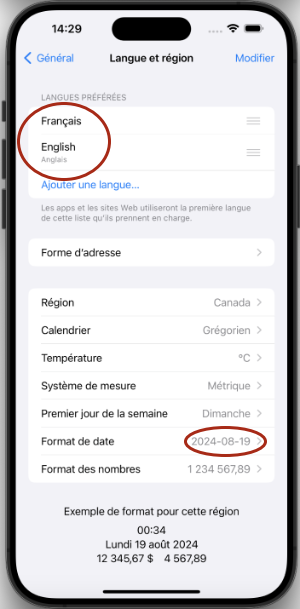 14:29
Général
Langue et région
Modifier
LANGUES PRÉFÉRÉES
Français
English
Anglais
Ajouter une langue...
Les apps et les sites Web utiliseront la première langue
de cette liste qu'ils prennent en charge.
Forme d'adresse
Région Canada
Calendrier Grégorien
Température °C
Système de mesure Métrique
Premier jour de la semaine Dimanche
Format de date 2024-08-19
Format des nombres 1 234 567,89
Exemple de format pour cette région
00:34
Lundi 19 août 2024
12 345,67 $ 4 567,89